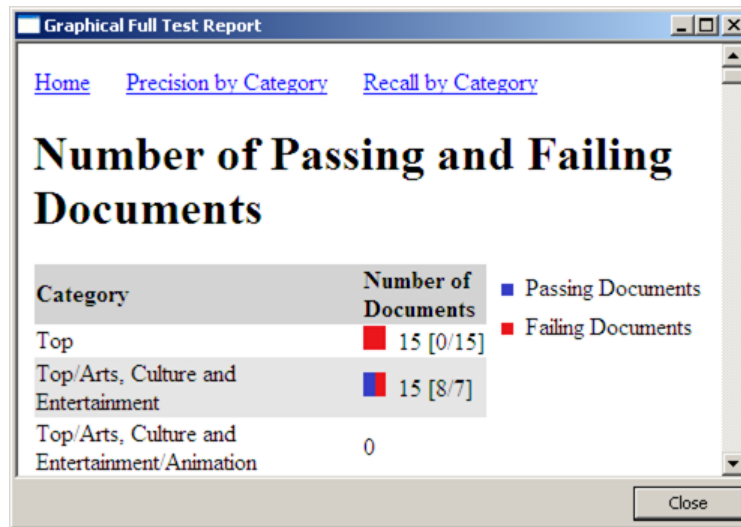 Graphical Full Test Report
Home Precision by Category Recall by Category
Number of Passing and Failing
Documents
Category Number of
Documents
Passing Documents
Failing Documents
Top 15 [0/15]
Top/Arts, Culture and
Entertainment 15 [8/7]
Top/Arts, Culture and
Entertainment/Animation 0
Close